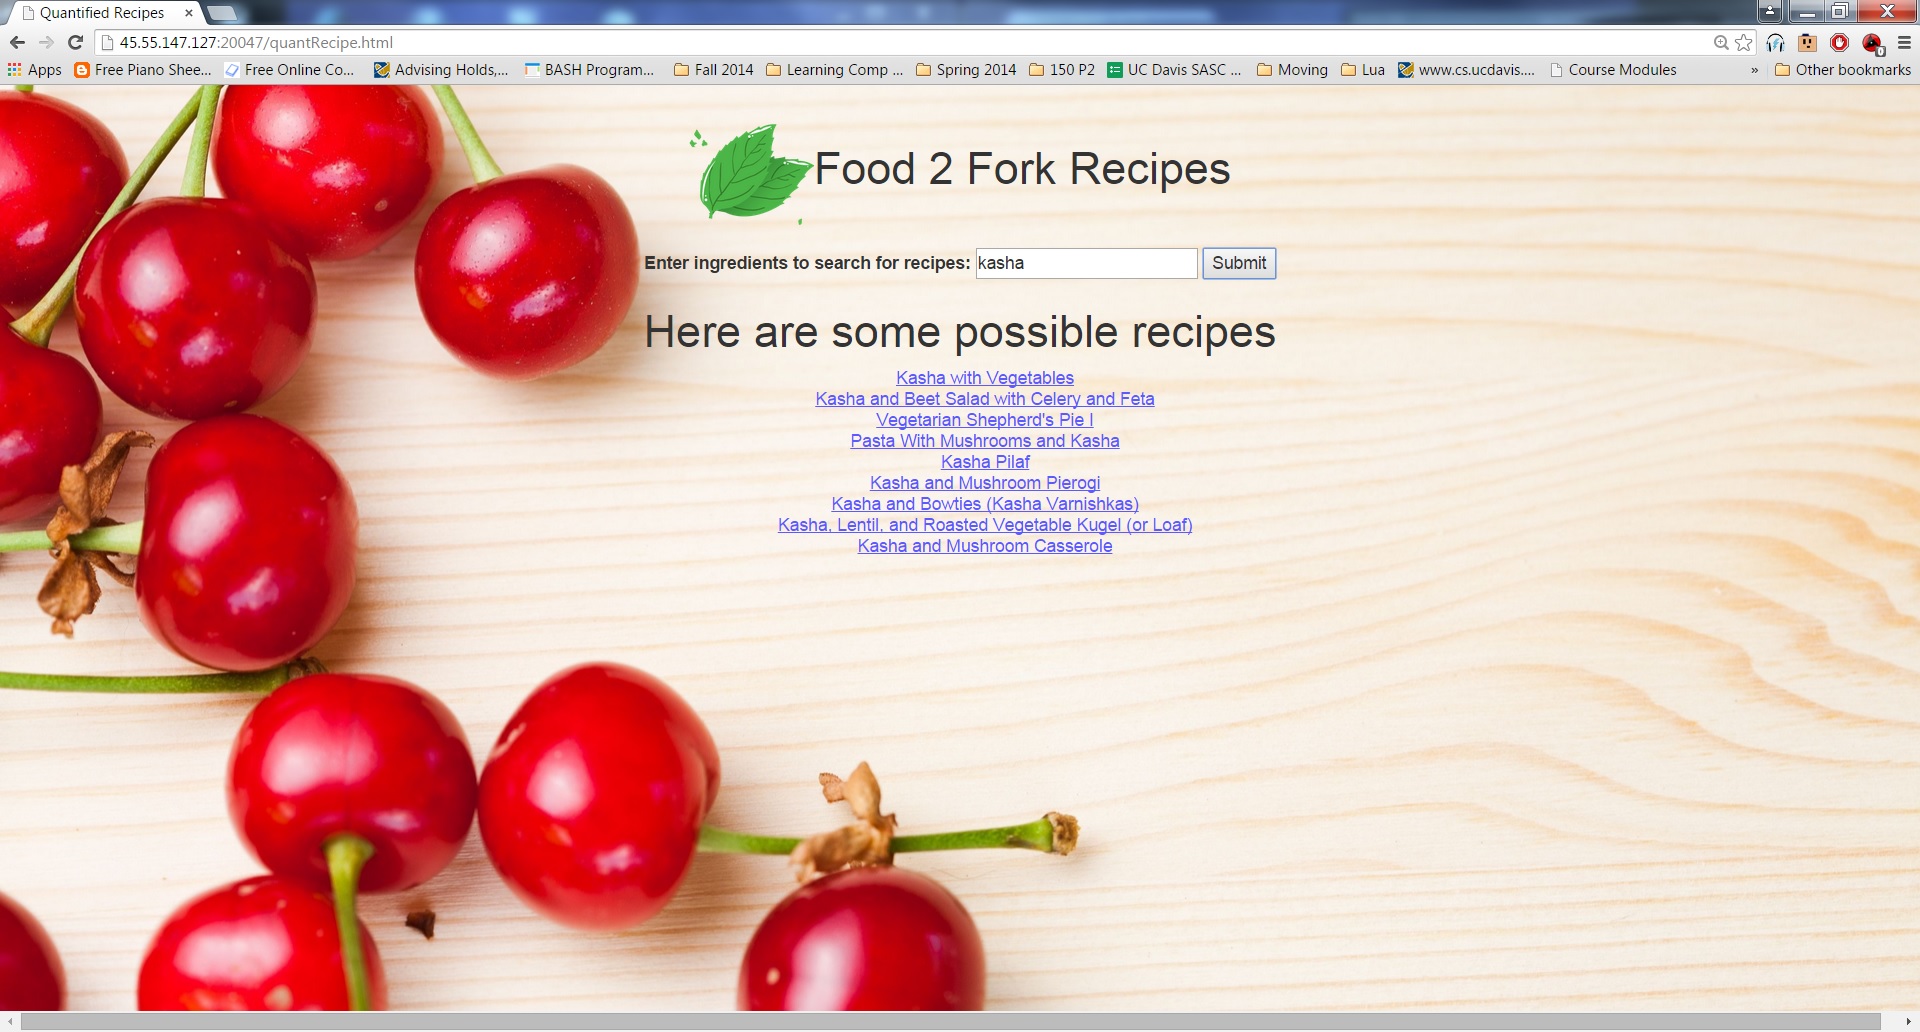 Quantified Recipes
45.55.147.127:20047/quantRecipe.html
Apps Free Piano Shee... Free Online Co... Advising Holds,... BASH Program... Fall 2014 Learning Comp ... Spring 2014 150 P2 UC Davis SASC ... Moving Lua www.cs.ucdavis.... Course Modules » Other bookmarks
Food 2 Fork Recipes
Enter ingredients to search for recipes: kasha Submit
Here are some possible recipes
Kasha with Vegetables
Kasha and Beet Salad with Celery and Feta
Vegetarian Shepherd's Pie I
Pasta With Mushrooms and Kasha
Kasha Pilaf
Kasha and Mushroom Pierogi
Kasha and Bowties (Kasha Varnishkas)
Kasha, Lentil, and Roasted Vegetable Kugel (or Loaf)
Kasha and Mushroom Casserole